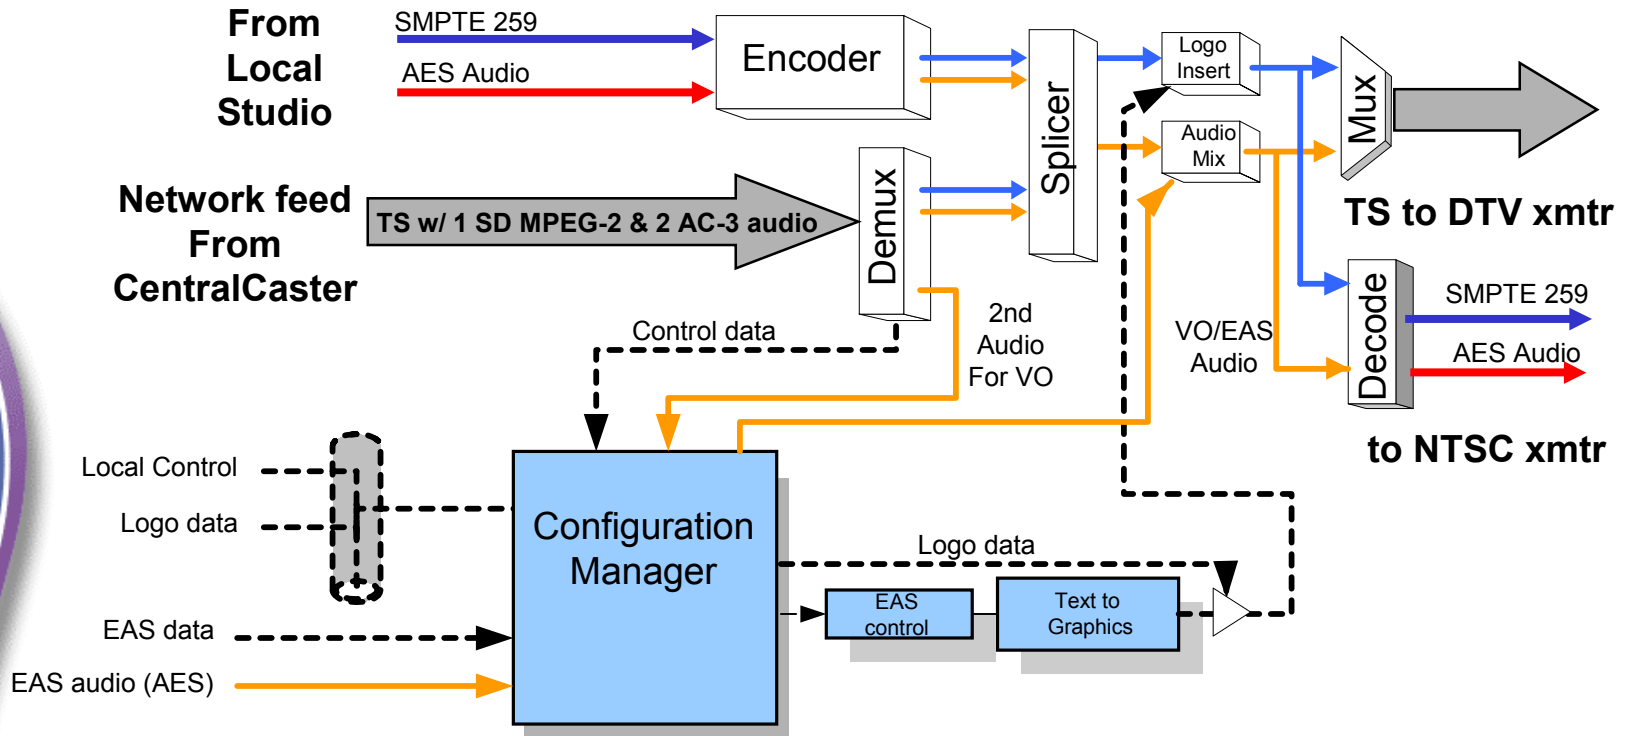 From
Local
Studio
SMPTE 259
AES Audio
Encoder
Splicer
Logo
Insert
Audio
Mix
Mux
TS to DTV xmtr
Network feed
From
CentralCaster
TS w/ 1 SD MPEG-2 & 2 AC-3 audio
Demux
Control data
2nd
Audio
For VO
VO/EAS
Audio
Decode
SMPTE 259
AES Audio
to NTSC xmtr
Local Control
Logo data
EAS data
EAS audio (AES)
Configuration
Manager
Logo data
EAS
control
Text to
Graphics